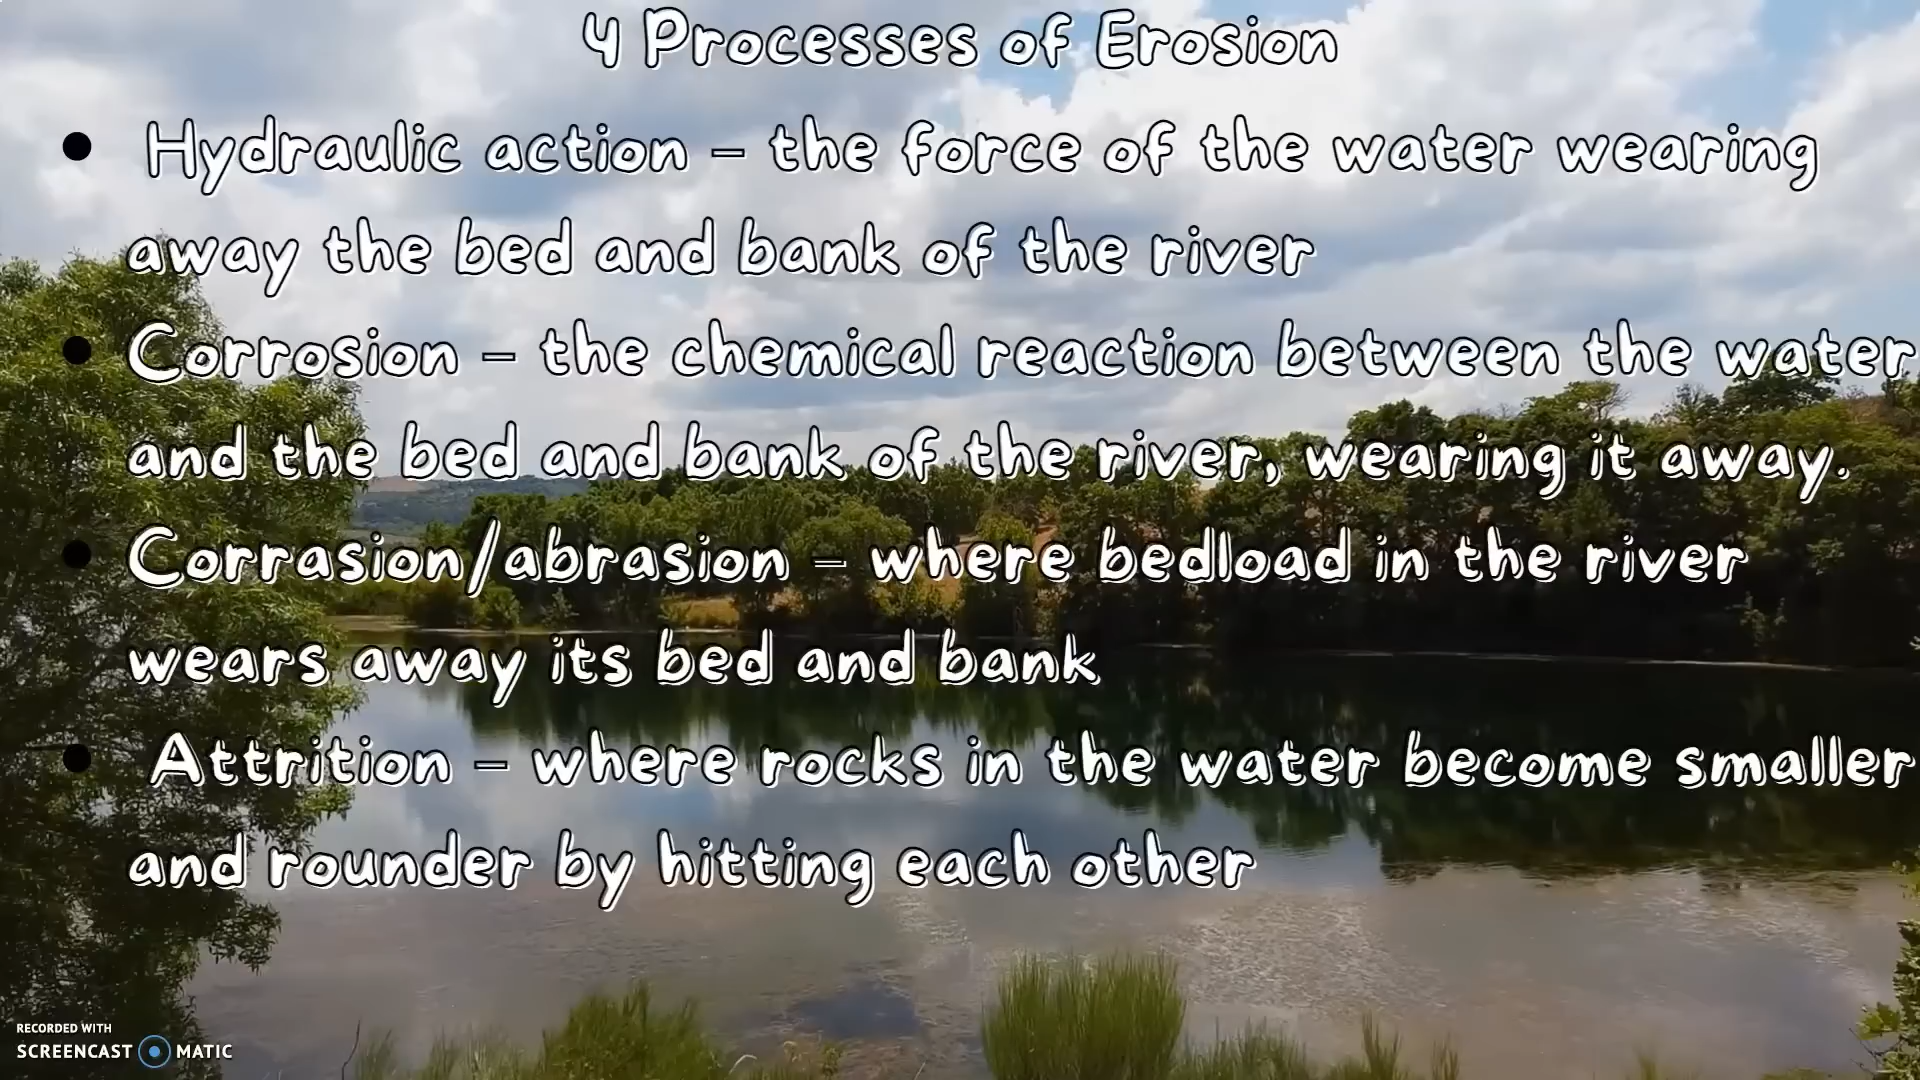 4 Processes of Erosion
• Hydraulic action – the force of the water wearing
away the bed and bank of the river
• Corrosion – the chemical reaction between the water
and the bed and bank of the river, wearing it away.
• Corrasion/abrasion – where bedload in the river
wears away its bed and bank
• Attrition – where rocks in the water become smaller
and rounder by hitting each other
RECORDED WITH
SCREENCAST MATIC